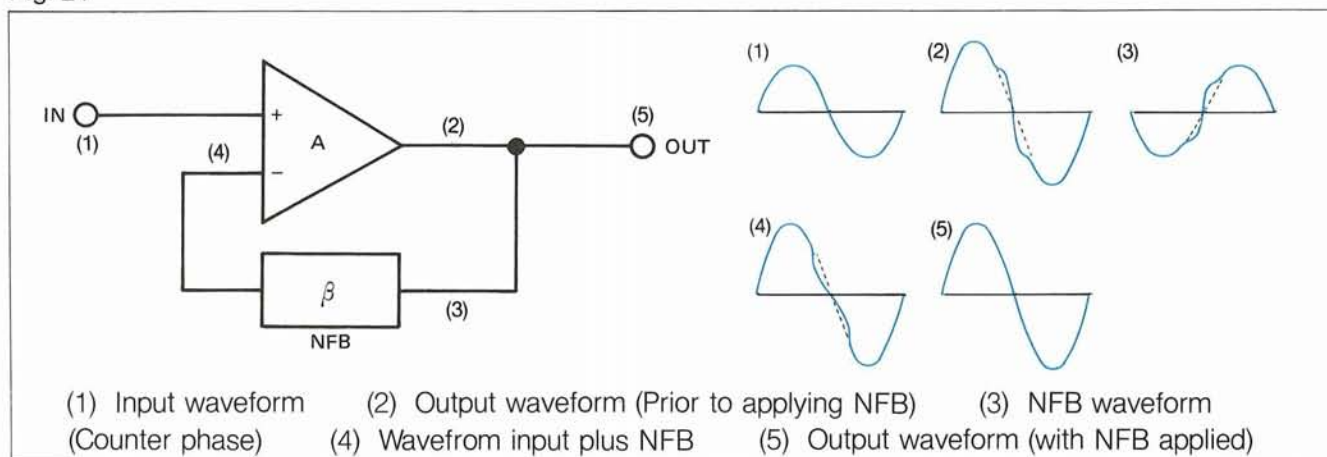 IN
(1)
(4)
+
−
A
(2)
(5)
OUT
β
NFB
(3)
(1)
(2)
(3)
(4)
(5)
(1) Input waveform (2) Output waveform (Prior to applying NFB) (3) NFB waveform
(Counter phase) (4) Wavefrom input plus NFB (5) Output waveform (with NFB applied)